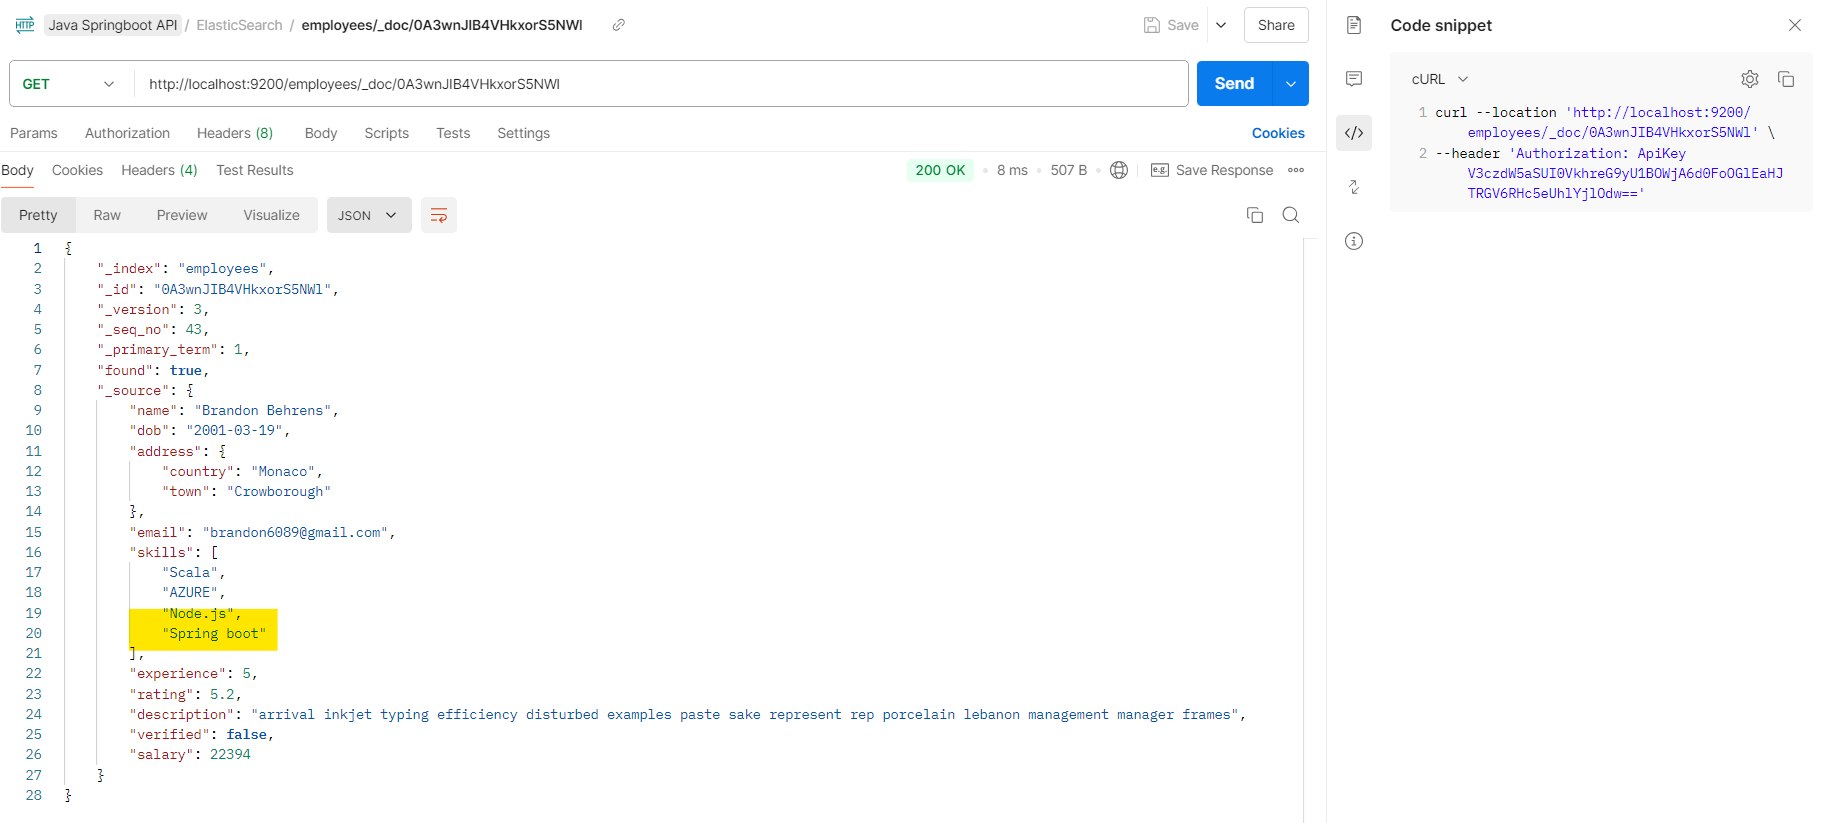 HTTP Java Springboot API / ElasticSearch / employees/_doc/0A3wnJIB4VHkxorS5NWl
Save
Share
GET
http://localhost:9200/employees/_doc/0A3wnJIB4VHkxorS5NWl
Send
Params Authorization Headers (8) Body Scripts Tests Settings
Cookies
Body Cookies Headers (4) Test Results
200 OK • 8 ms • 507 B
e.g. Save Response
Pretty Raw Preview Visualize JSON
1 {
2 "_index": "employees",
3 "_id": "0A3wnJIB4VHkxorS5NWl",
4 "_version": 3,
5 "_seq_no": 43,
6 "_primary_term": 1,
7 "found": true,
8 "_source": {
9 "name": "Brandon Behrens",
10 "dob": "2001-03-19",
11 "address": {
12 "country": "Monaco",
13 "town": "Crowborough"
14 },
15 "email": "brandon6089@gmail.com",
16 "skills": [
17 "Scala",
18 "AZURE",
19 "Node.js",
20 "Spring boot"
21 ],
22 "experience": 5,
23 "rating": 5.2,
24 "description": "arrival inkjet typing efficiency disturbed examples paste sake represent rep porcelain lebanon management manager frames",
25 "verified": false,
26 "salary": 22394
27 }
28 }
Code snippet
cURL
1 curl --location 'http://localhost:9200/
employees/_doc/0A3wnJIB4VHkxorS5NWl' \
2 --header 'Authorization: ApiKey
V3czdW5aSUI0VkhreG9yU1BOWjA6d0FoOGlEaHJ
TRGV6RHc5eUhlYjlOdw=='